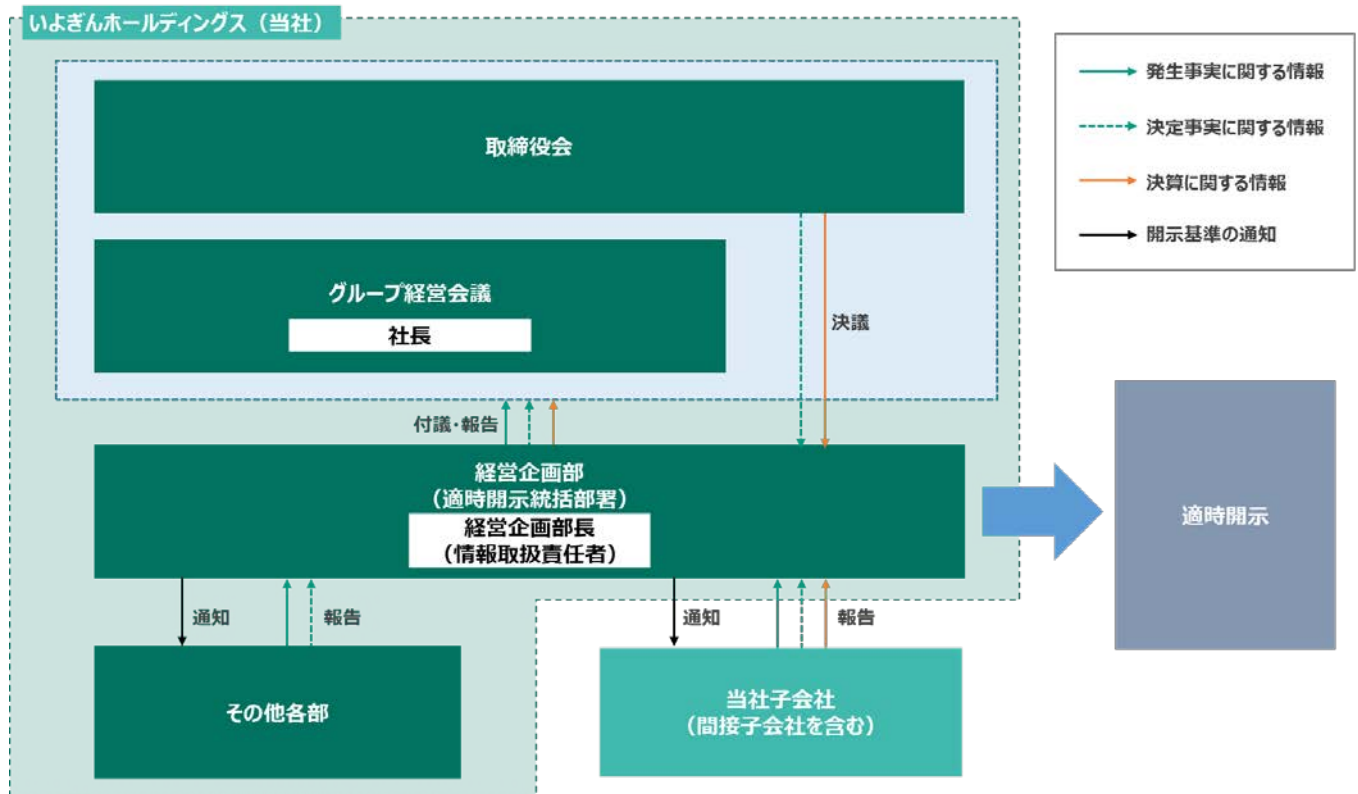 いよぎんホールディングス（当社）
取締役会
グループ経営会議
社長
決議
付議・報告
経営企画部
（適時開示統括部署）
経営企画部長
（情報取扱責任者）
通知
報告
通知
報告
その他各部
当社子会社
（間接子会社を含む）
発生事実に関する情報
決定事実に関する情報
決算に関する情報
開示基準の通知
適時開示